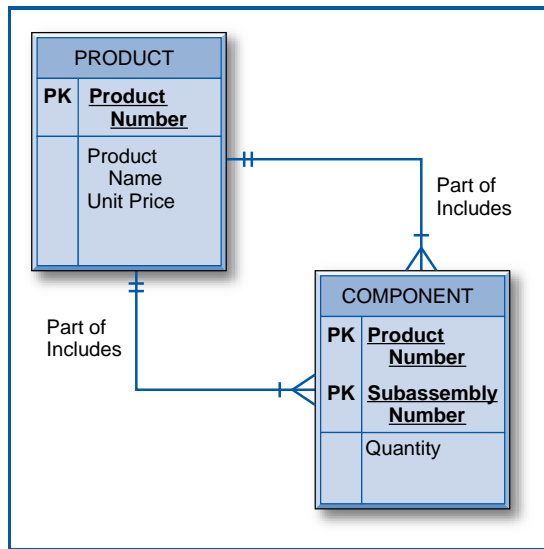 PRODUCT
PK Product
Number
Product
Name
Unit Price
Part of
Includes
Part of
Includes
COMPONENT
PK Product
Number
PK Subassembly
Number
Quantity